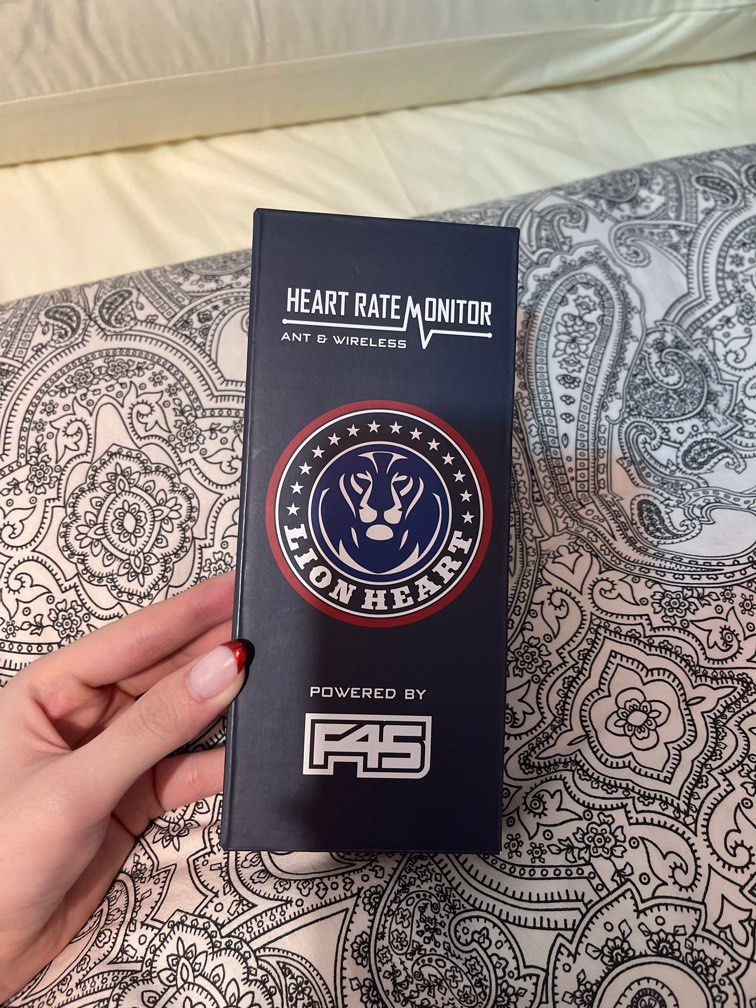 HEART RATE MONITOR
ANT & WIRELESS
LION HEART
POWERED BY
F45